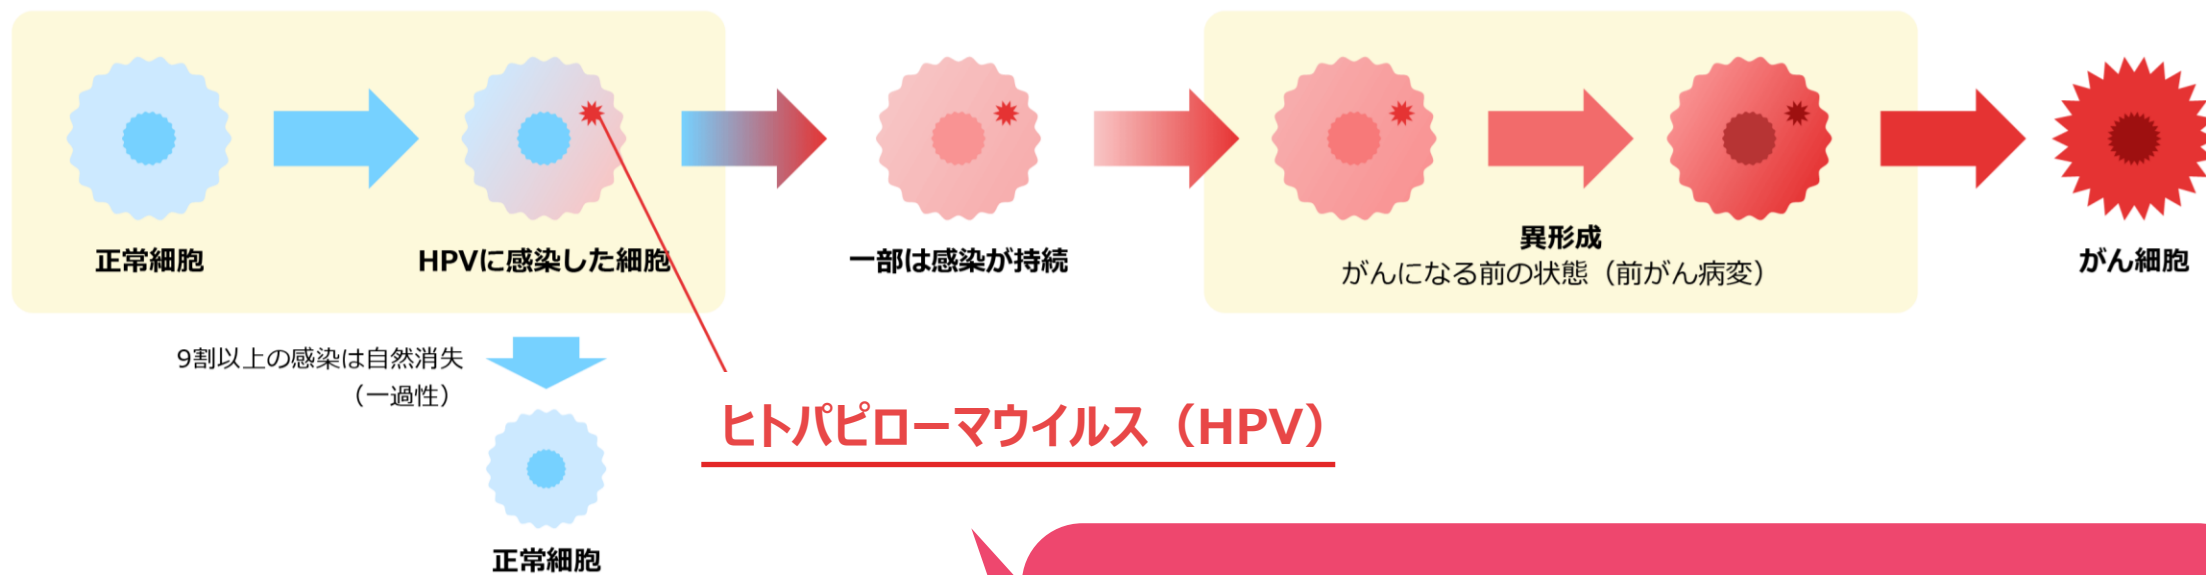 正常細胞
HPVに感染した細胞
一部は感染が持続
異形成
がんになる前の状態（前がん病変）
がん細胞
9割以上の感染は自然消失
（一過性）
ヒトパピローマウイルス（HPV）
正常細胞